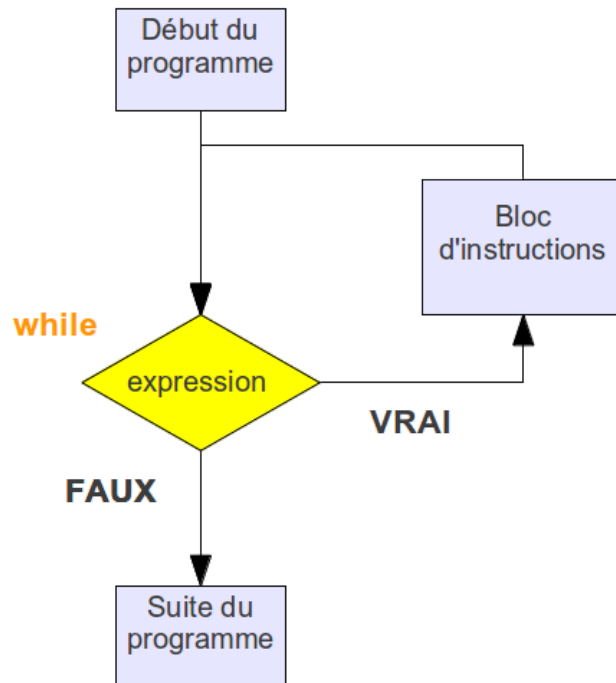 Début du
programme
Bloc
d'instructions
while
expression
VRAI
FAUX
Suite du
programme